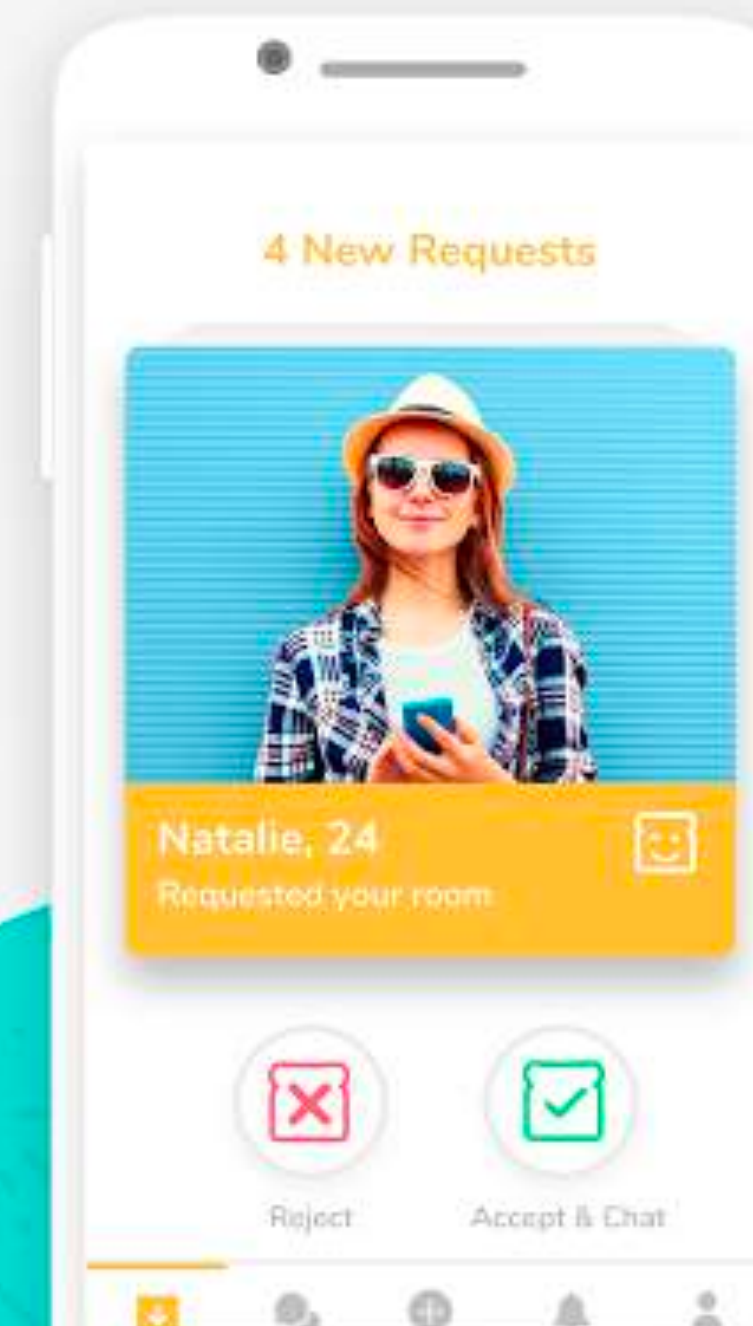 4 New Requests
Natalie, 24
Requested your room
Reject
Accept & Chat